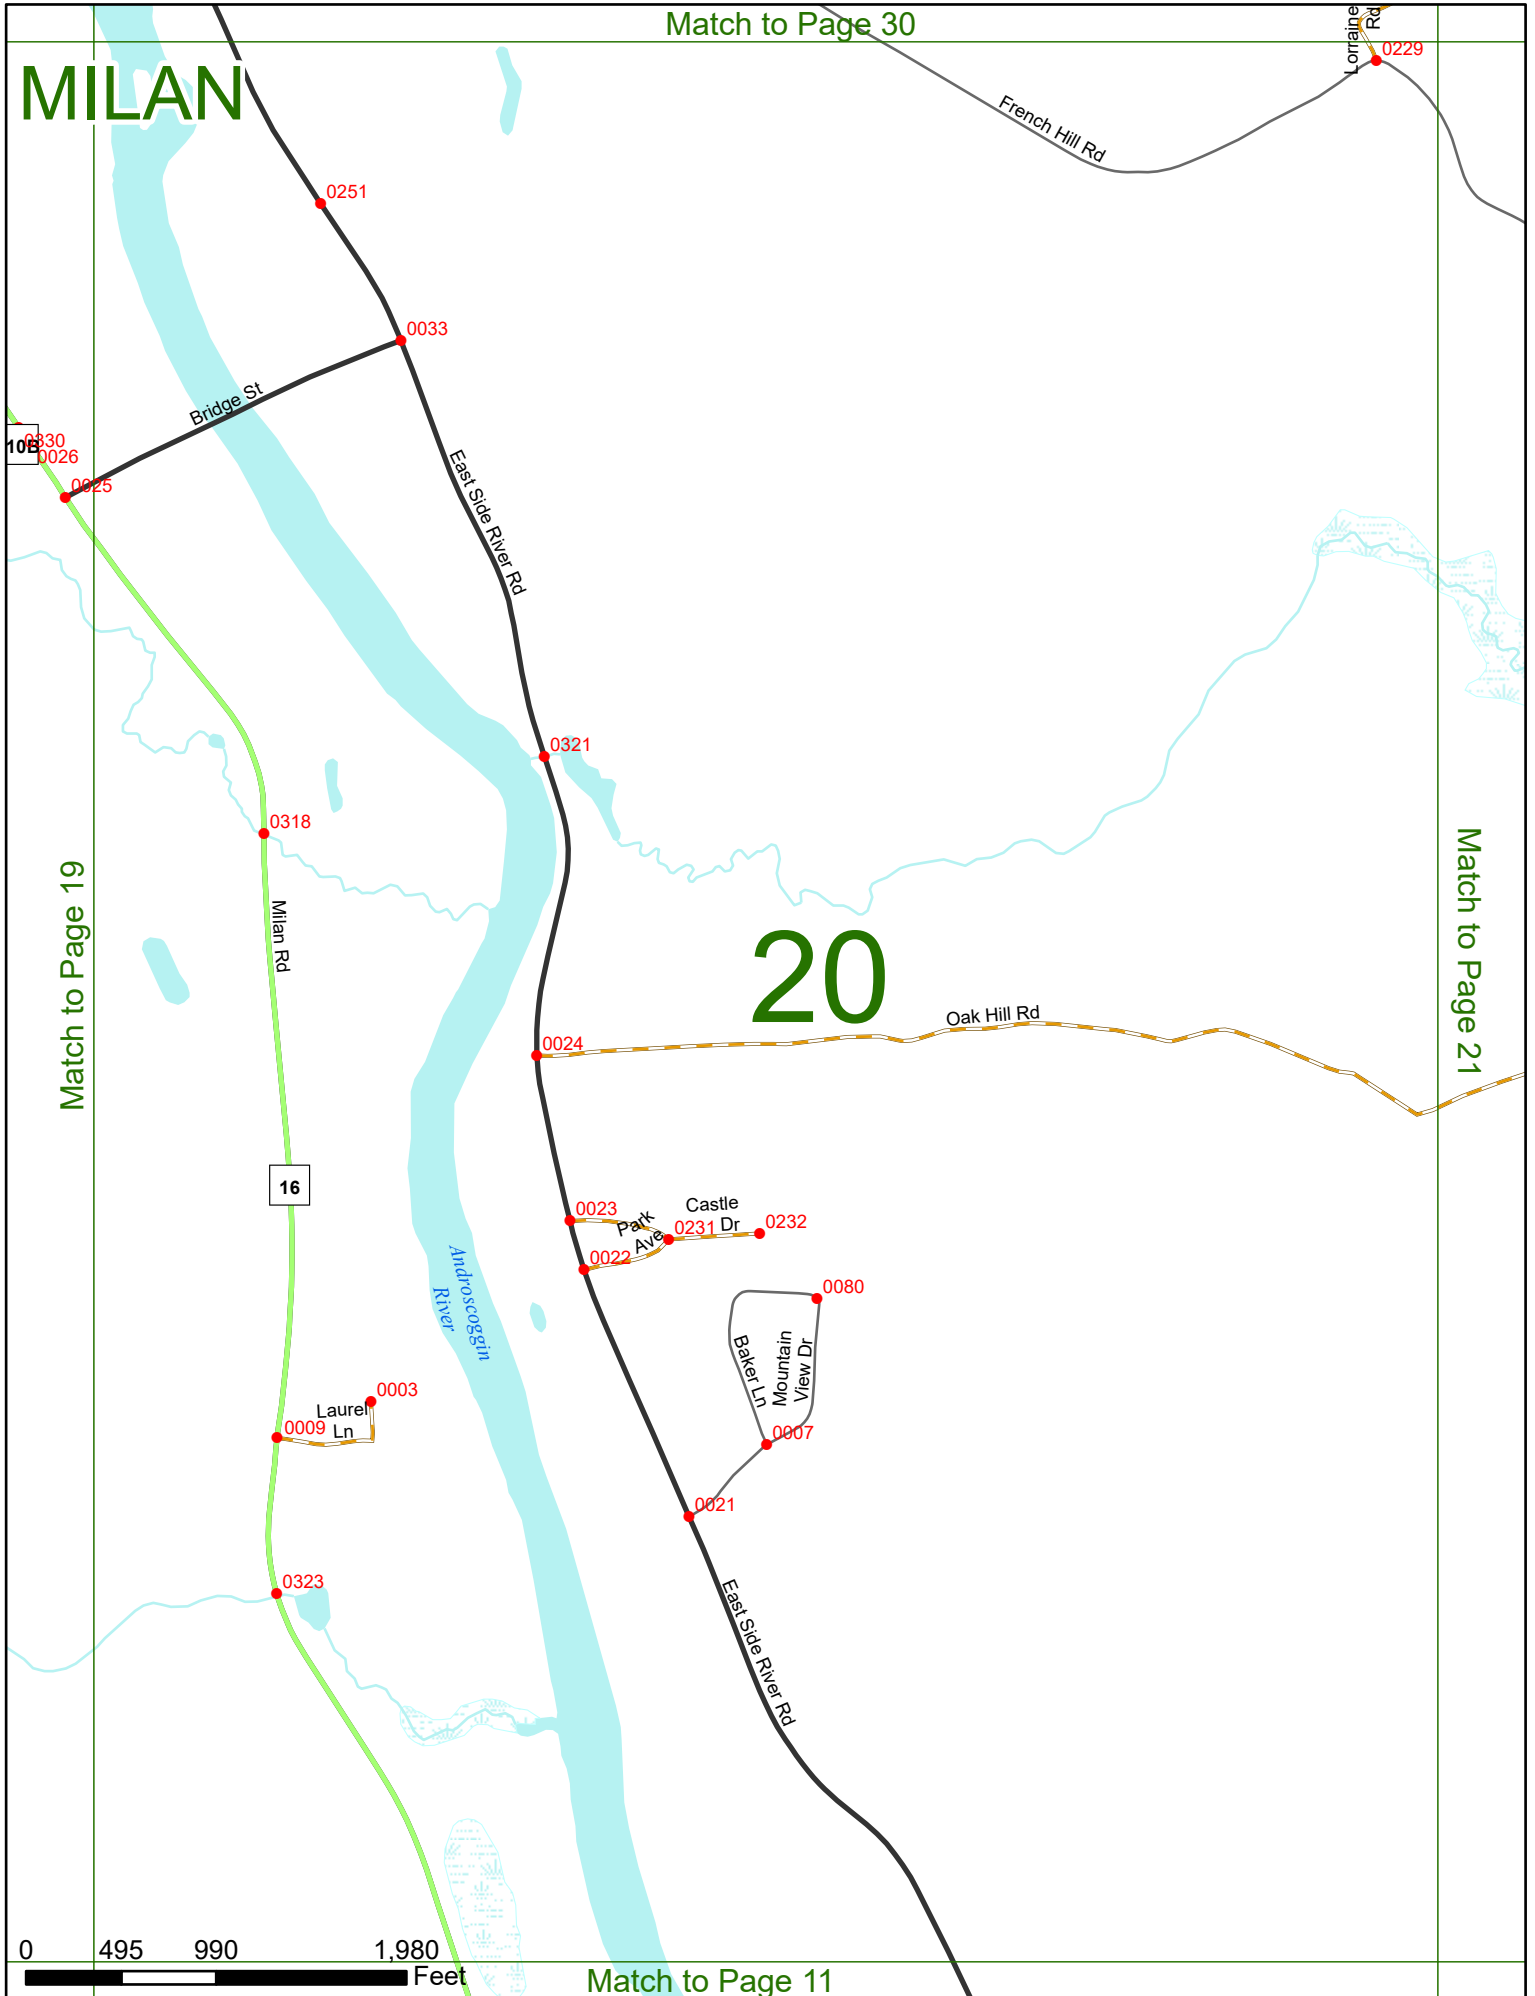 Match to Page 30
Lorraine
Rd
0229
MILAN
French Hill Rd
0251
0033
Bridge St
10B
0330
0026
0025
East Side River Rd
0321
0318
Match to Page 19
Milan Rd
Match to Page 21
20
Oak Hill Rd
0024
16
0023
Park
Ave
Castle
Dr
0231
0232
0022
Androscoggin
River
0080
Baker Ln
Mountain
View Dr
0003
Laurel
Ln
0009
0007
0021
0323
East Side River Rd
0 495 990 1,980
Feet
Match to Page 11